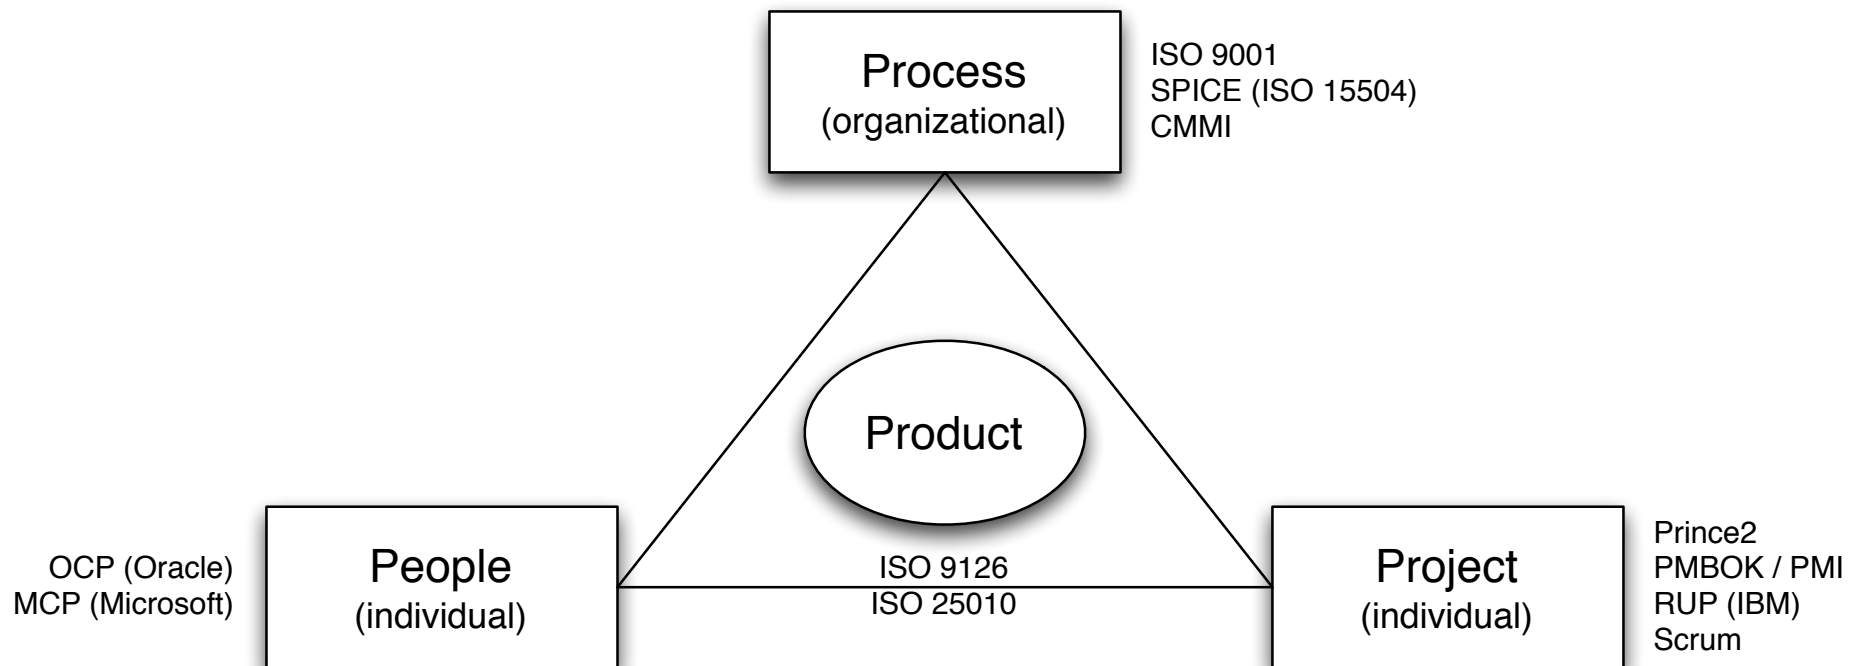 Process
(organizational)
ISO 9001
SPICE (ISO 15504)
CMMI
Product
OCP (Oracle)
MCP (Microsoft)
People
(individual)
ISO 9126
ISO 25010
Project
(individual)
Prince2
PMBOK / PMI
RUP (IBM)
Scrum